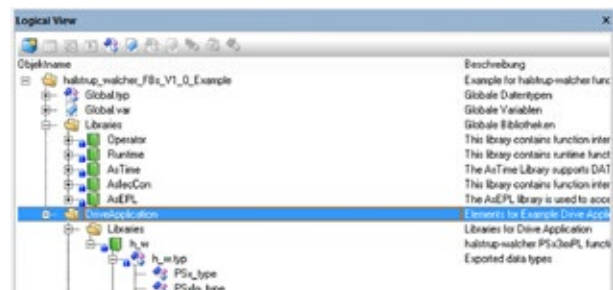 Logical View
Objektname Beschreibung
halstrup_walcher_FBs_V1_0_Example Example for halstrup-walcher func
Global.typ Globale Datentypen
Global.var Globale Variablen
Libraries Globale Bibliotheken
Operator This library contains function inter
Runtime This library contains runtime funct
AsTime The AsTime Library supports DAT
AsIecCon This library contains function inter
AsEPL The AsEPL library is used to acce
DriveApplication Elements for Example Drive Appli
Libraries Libraries for Drive Application
h_w halstrup-walcher PSx3xxPL functi
h_w.typ Exported data types
PSx_type